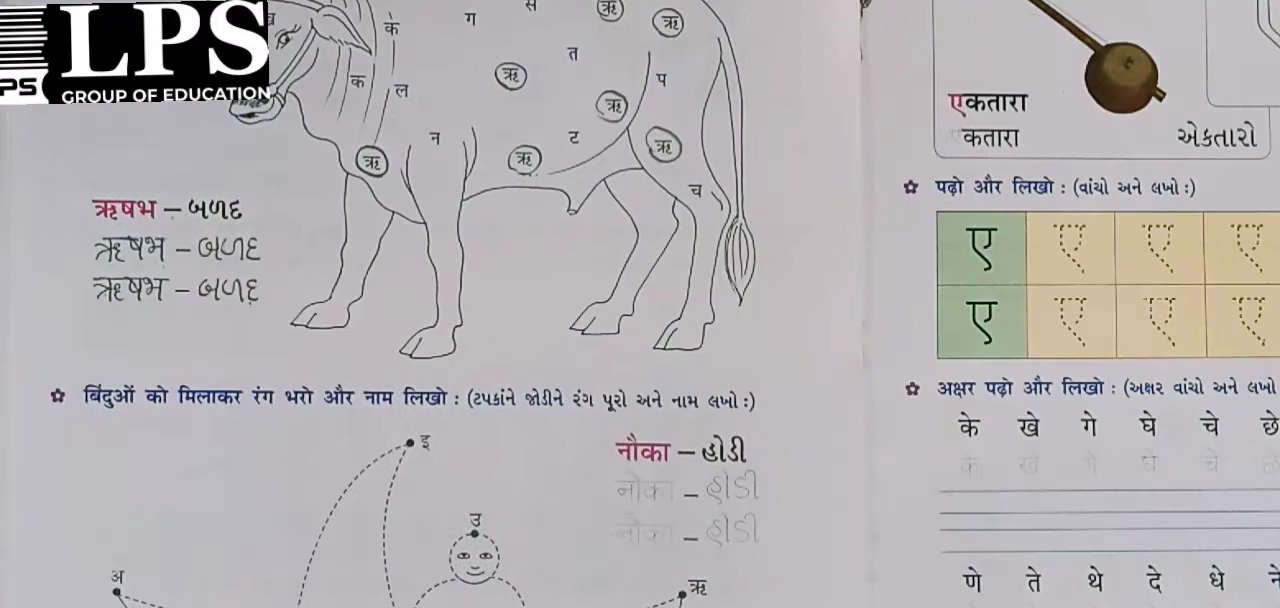 LPS
PS
GROUP OF EDUCATION
के ग स ऋ ऋ
क ल ऋ त प
ऋ
ऋ न ऋ ट ऋ
च
ऋषभ – બળદ
ऋषभ – બળદ
ऋषभ – બળદ
✿ बिंदुओं को मिलाकर रंग भरो और नाम लिखो : (ટપકાંને જોડીને રંગ પૂરો અને નામ લખો :)
इ
नौका – હોડી
नोका – હોડી
नोका – હોડી
उ
अ
ऋ
एकतारा
एकतारा એકતારો
✿ पढ़ो और लिखो : (વાંચો અને લખો :)
ए ए ए ए
ए ए ए ए
✿ अक्षर पढ़ो और लिखो : (અક્ષર વાંચો અને લખો
के खे गे घे चे छे
के खे गे घे चे छे
णे ते थे दे धे ने